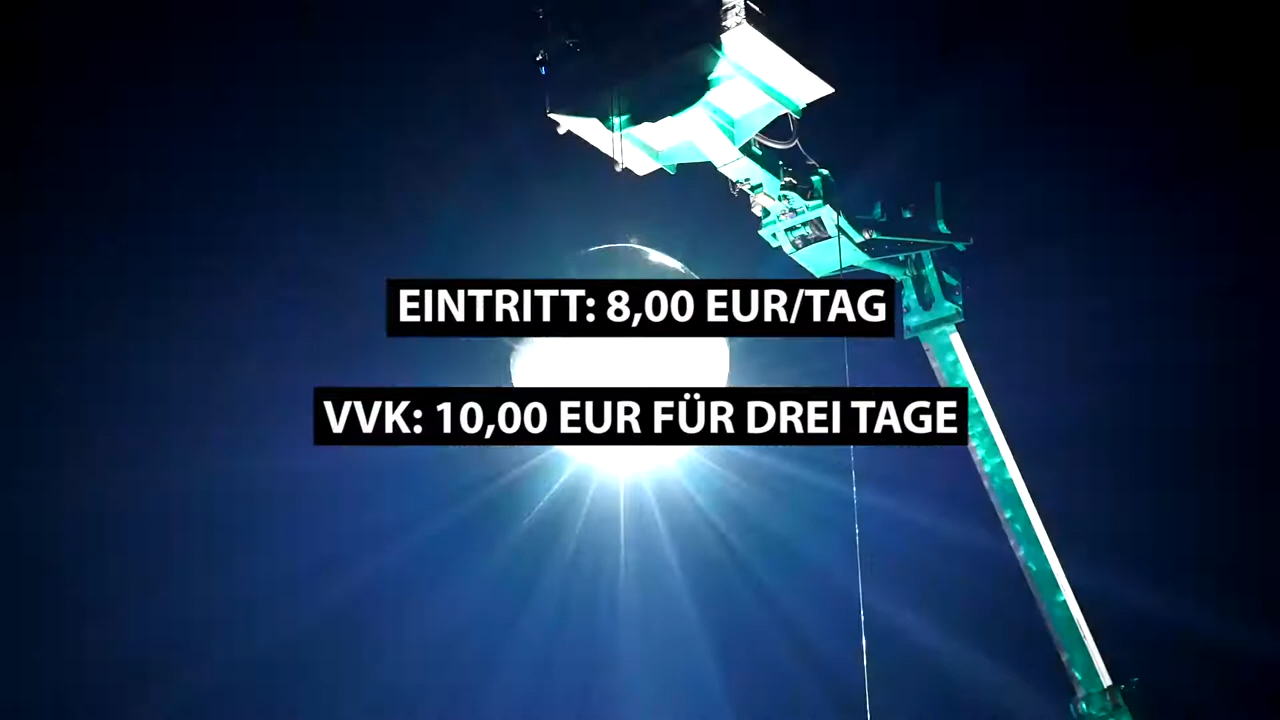 EINTRITT: 8,00 EUR/TAG
VVK: 10,00 EUR FÜR DREI TAGE